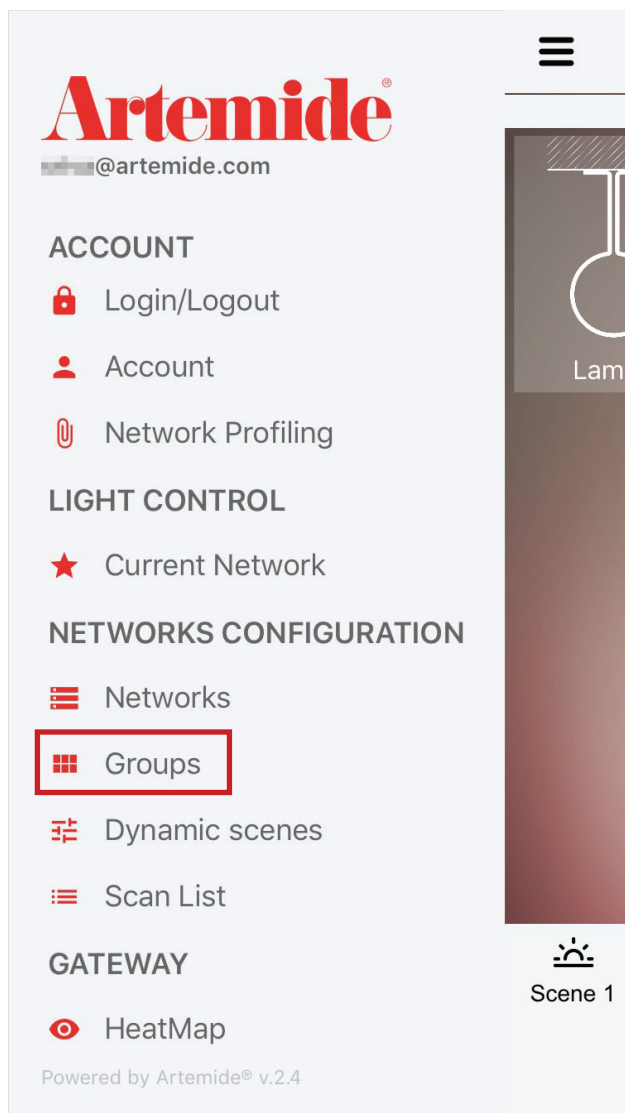 Artemide®
@artemide.com
ACCOUNT
Login/Logout
Account
Network Profiling
LIGHT CONTROL
Current Network
NETWORKS CONFIGURATION
Networks
Groups
Dynamic scenes
Scan List
GATEWAY
HeatMap
Powered by Artemide® v.2.4
Lam
Scene 1